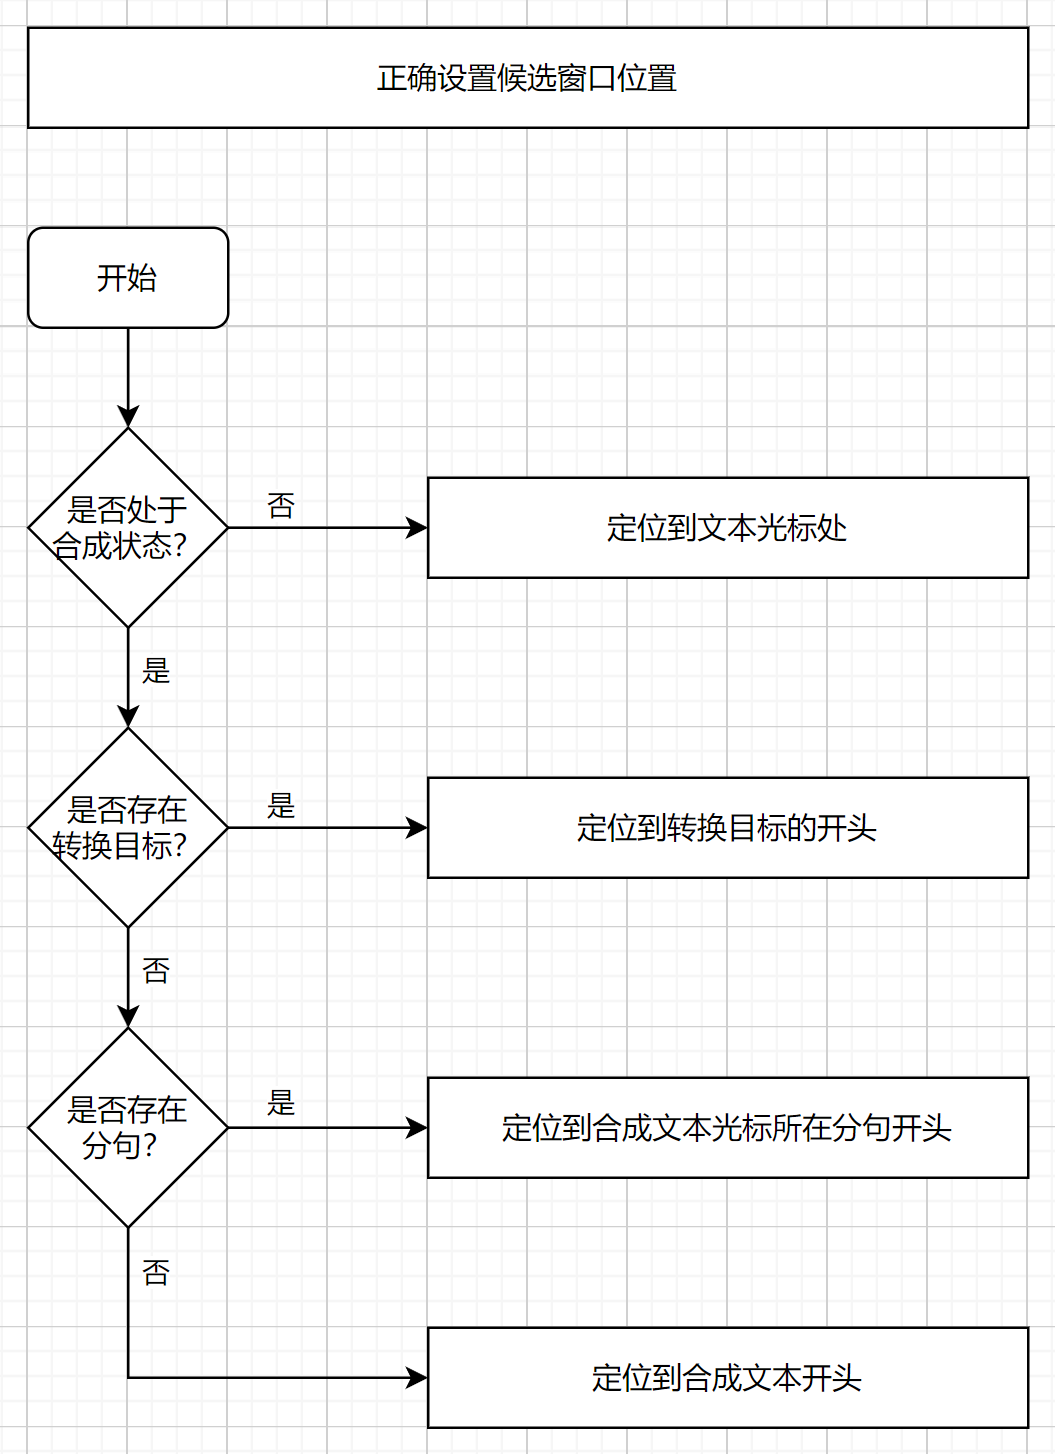 正确设置候选窗口位置
开始
是否处于
合成状态？
否
定位到文本光标处
是
是否存在
转换目标？
是
定位到转换目标的开头
否
是否存在
分句？
是
定位到合成文本光标所在分句开头
否
定位到合成文本开头